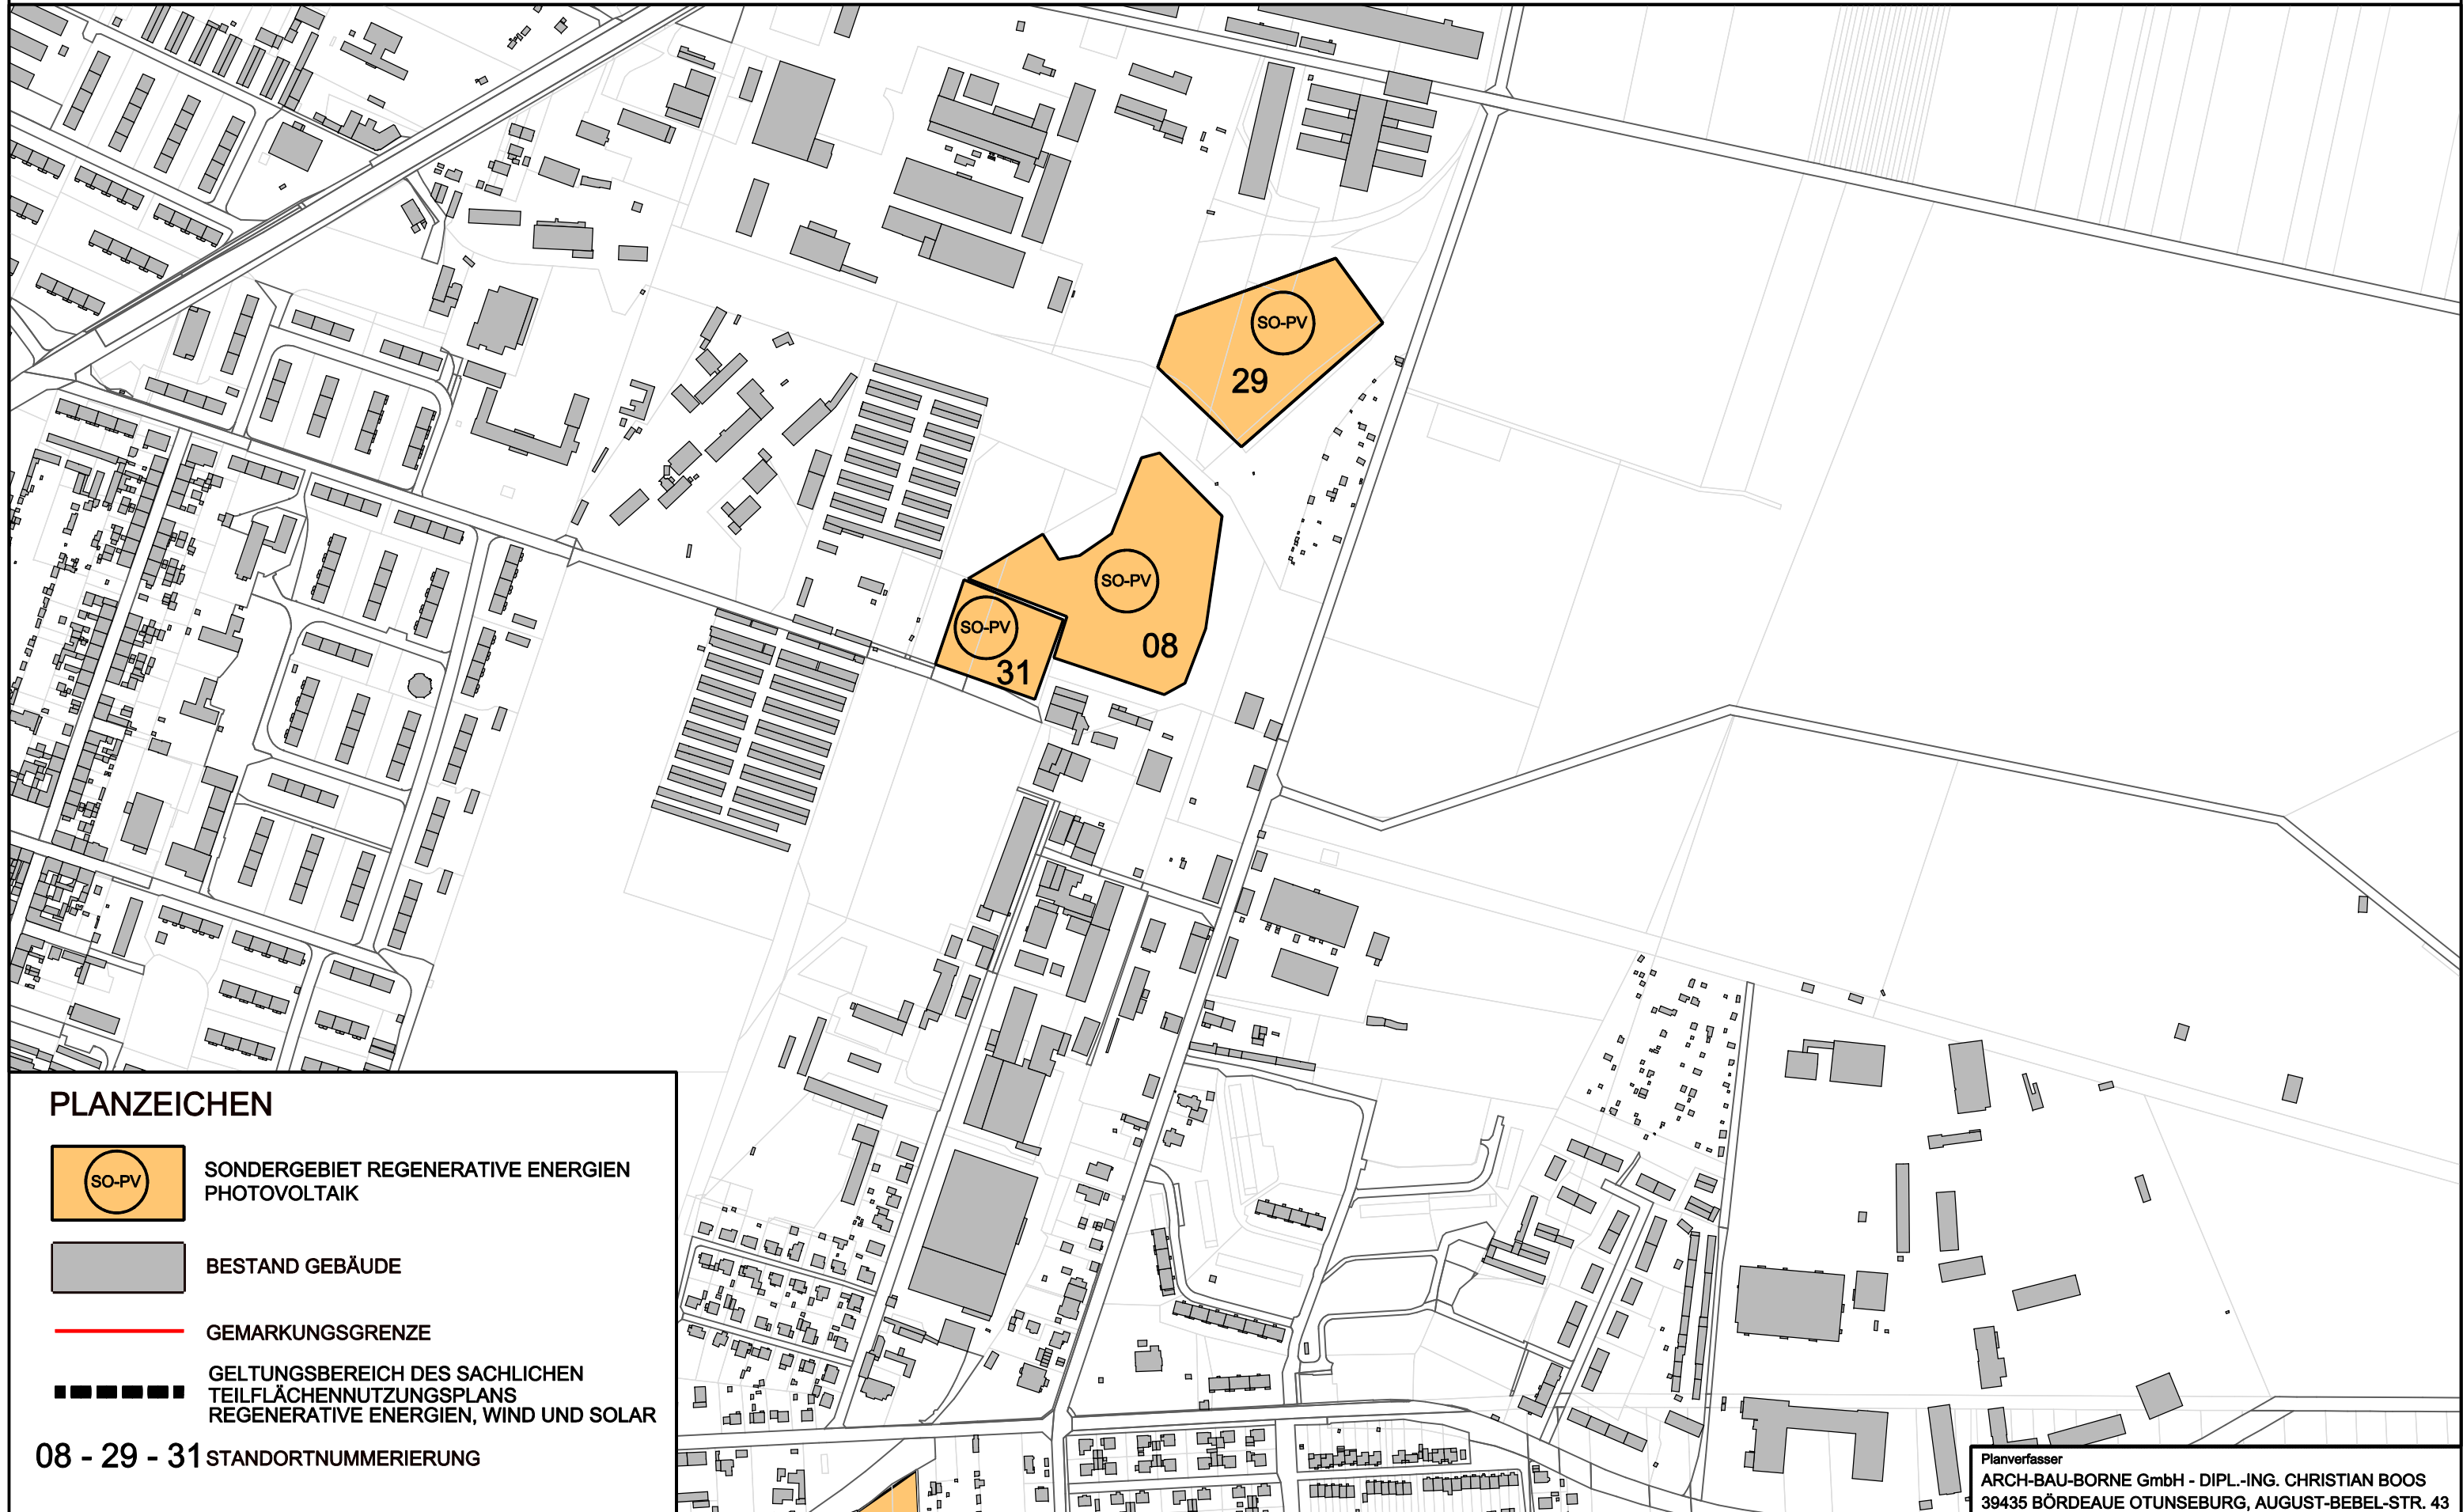 SO-PV
29
SO-PV
08
SO-PV
31
PLANZEICHEN
SO-PV
SONDERGEBIET REGENERATIVE ENERGIEN
PHOTOVOLTAIK
BESTAND GEBÄUDE
GEMARKUNGSGRENZE
GELTUNGSBEREICH DES SACHLICHEN
TEILFLÄCHENNUTZUNGSPLANS
REGENERATIVE ENERGIEN, WIND UND SOLAR
08 - 29 - 31 STANDORTNUMMERIERUNG
Planverfasser
ARCH-BAU-BORNE GmbH - DIPL.-ING. CHRISTIAN BOOS
39435 BÖRDEAUE OTUNSEBURG, AUGUST-BEBEL-STR. 43